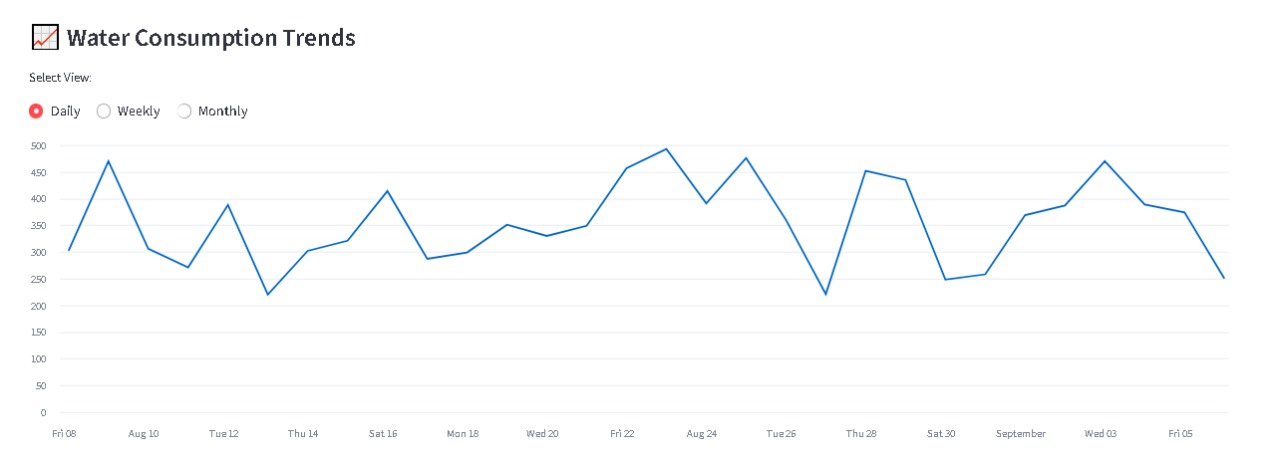 📈 Water Consumption Trends
Select View:
Daily Weekly Monthly
500
450
400
350
300
250
200
150
100
50
0
Fri 08 Aug 10 Tue 12 Thu 14 Sat 16 Mon 18 Wed 20 Fri 22 Aug 24 Tue 26 Thu 28 Sat 30 September Wed 03 Fri 05